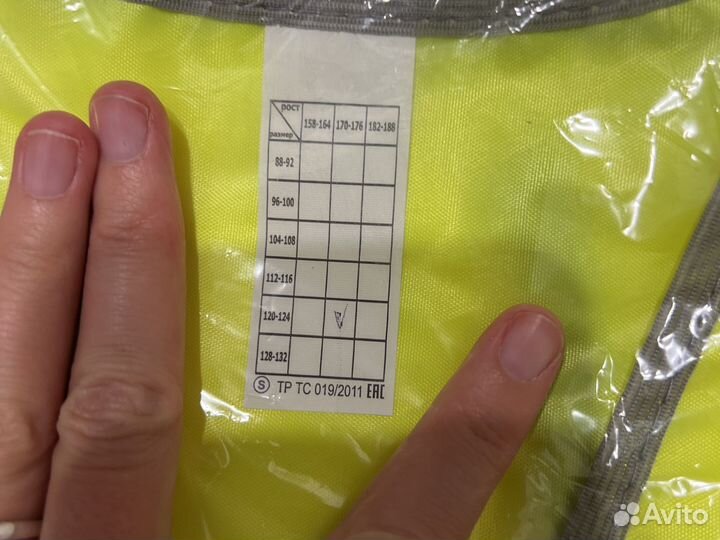 рост
размер 158-164 170-176 182-188
88-92
96-100
104-108
112-116
120-124 V
128-132
S ТР ТС 019/2011 ЕАС
Avito